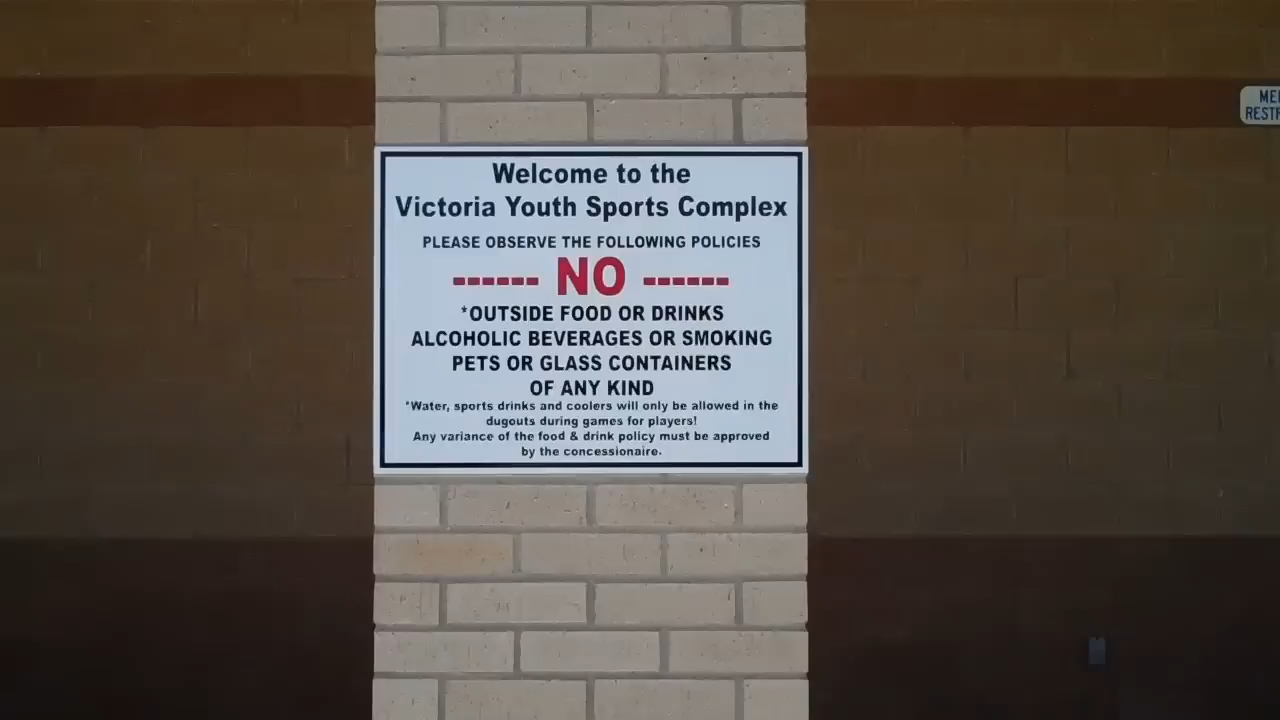 Welcome to the
Victoria Youth Sports Complex
PLEASE OBSERVE THE FOLLOWING POLICIES
------ NO ------
*OUTSIDE FOOD OR DRINKS
ALCOHOLIC BEVERAGES OR SMOKING
PETS OR GLASS CONTAINERS
OF ANY KIND
*Water, sports drinks and coolers will only be allowed in the
dugouts during games for players!
Any variance of the food & drink policy must be approved
by the concessionaire.